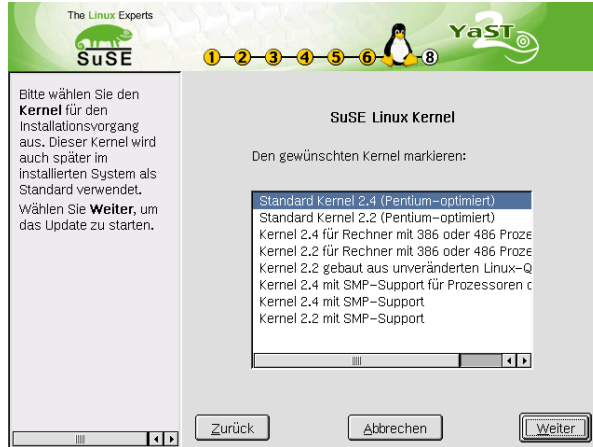 The Linux Experts
SuSE
1 2 3 4 5 6 8
YaST2
Bitte wählen Sie den
Kernel für den
Installationsvorgang
aus. Dieser Kernel wird
auch später im
installierten System als
Standard verwendet.
Wählen Sie Weiter, um
das Update zu starten.
SuSE Linux Kernel
Den gewünschten Kernel markieren:
Standard Kernel 2.4 (Pentium-optimiert)
Standard Kernel 2.2 (Pentium-optimiert)
Kernel 2.4 für Rechner mit 386 oder 486 Proze
Kernel 2.2 für Rechner mit 386 oder 486 Proze
Kernel 2.2 gebaut aus unveränderten Linux-Q
Kernel 2.4 mit SMP-Support für Prozessoren
Kernel 2.4 mit SMP-Support
Kernel 2.2 mit SMP-Support
Zurück
Abbrechen
Weiter